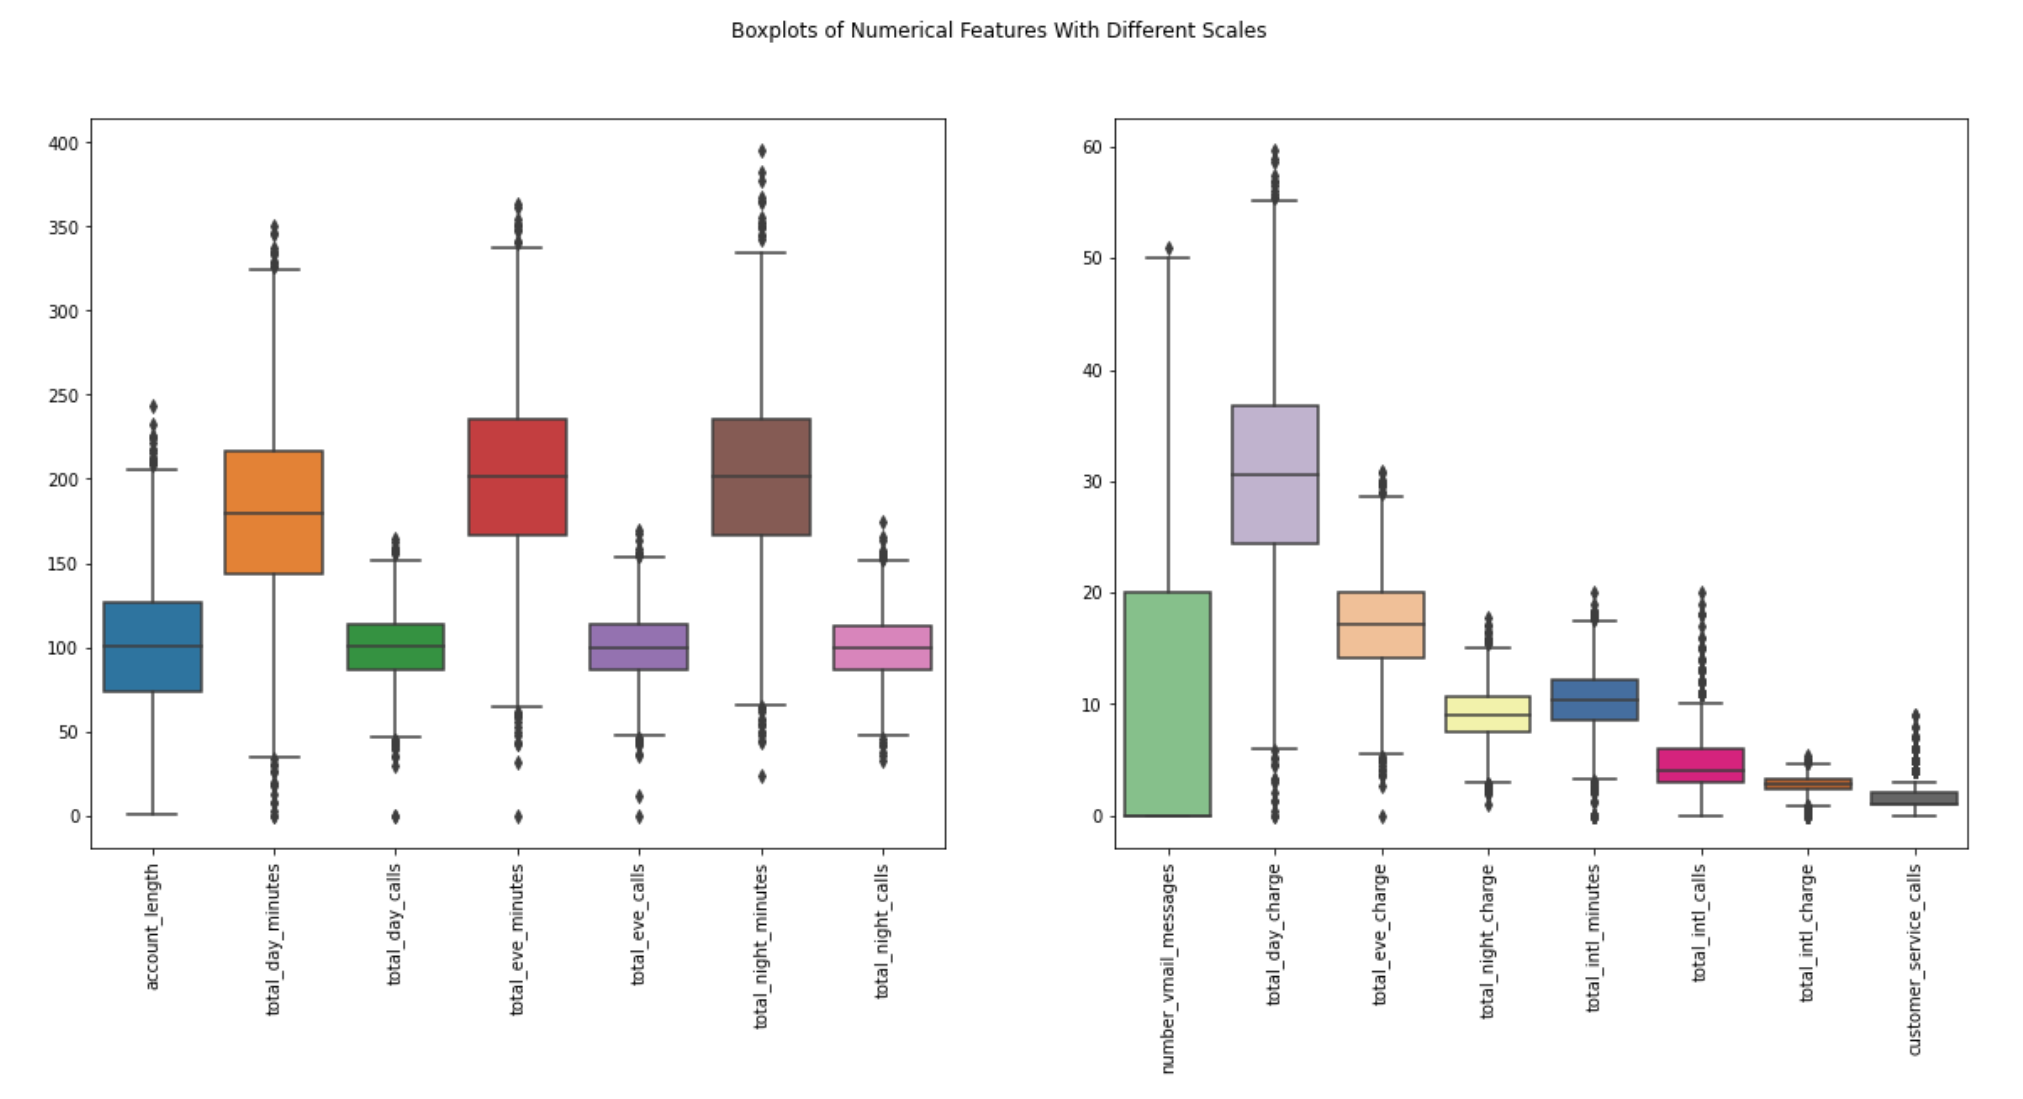 Boxplots of Numerical Features With Different Scales
400
350
300
250
200
150
100
50
0
account_length
total_day_minutes
total_day_calls
total_eve_minutes
total_eve_calls
total_night_minutes
total_night_calls
60
50
40
30
20
10
0
number_vmail_messages
total_day_charge
total_eve_charge
total_night_charge
total_intl_minutes
total_intl_calls
total_intl_charge
customer_service_calls